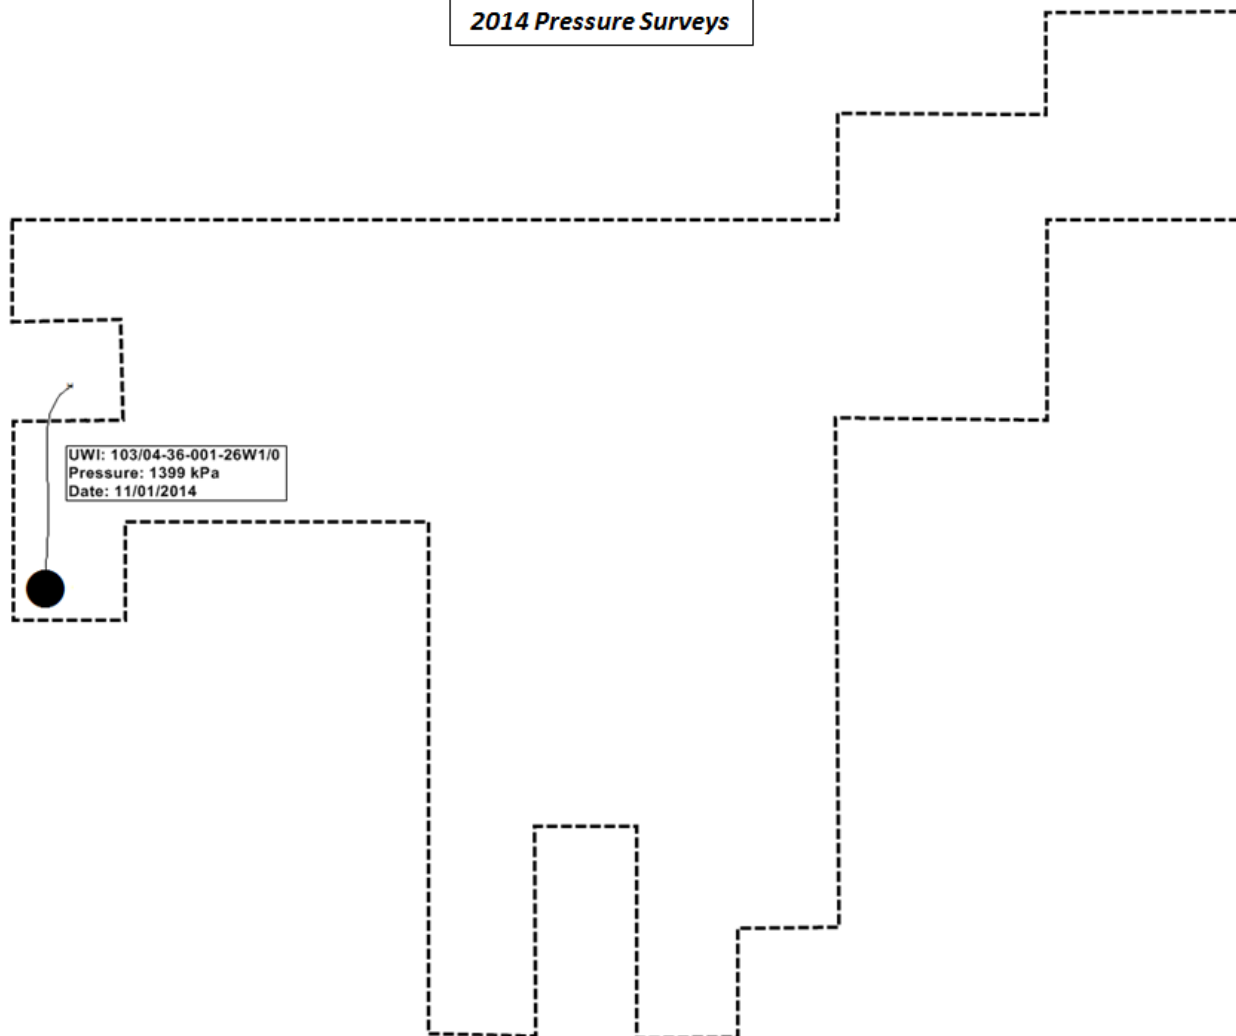 2014 Pressure Surveys
UWI: 103/04-36-001-26W1/0
Pressure: 1399 kPa
Date: 11/01/2014